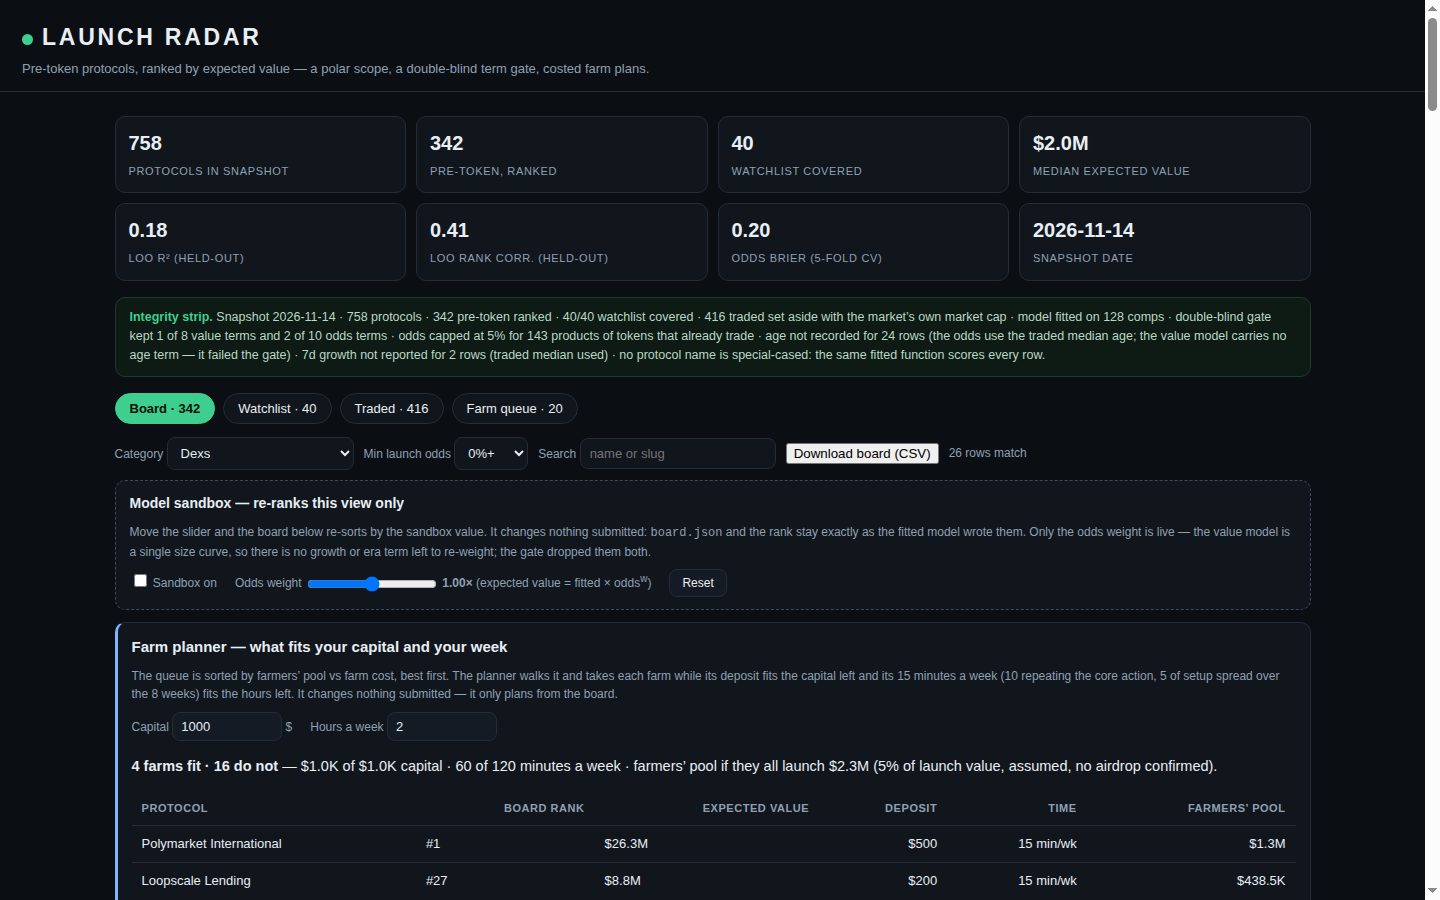 LAUNCH RADAR
Pre-token protocols, ranked by expected value — a polar scope, a double-blind term gate, costed farm plans.
758
PROTOCOLS IN SNAPSHOT
342
PRE-TOKEN, RANKED
40
WATCHLIST COVERED
$2.0M
MEDIAN EXPECTED VALUE
0.18
LOO R² (HELD-OUT)
0.41
LOO RANK CORR. (HELD-OUT)
0.20
ODDS BRIER (5-FOLD CV)
2026-11-14
SNAPSHOT DATE
Integrity strip. Snapshot 2026-11-14 · 758 protocols · 342 pre-token ranked · 40/40 watchlist covered · 416 traded set aside with the market's own market cap · model fitted on 128 comps · double-blind gate
kept 1 of 8 value terms and 2 of 10 odds terms · odds capped at 5% for 143 products of tokens that already trade · age not recorded for 24 rows (the odds use the traded median age; the value model carries no
age term — it failed the gate) · 7d growth not reported for 2 rows (traded median used) · no protocol name is special-cased: the same fitted function scores every row.
Board · 342 Watchlist · 40 Traded · 416 Farm queue · 20
Category Dexs Min launch odds 0%+ Search name or slug Download board (CSV) 26 rows match
Model sandbox — re-ranks this view only
Move the slider and the board below re-sorts by the sandbox value. It changes nothing submitted: board.json and the rank stay exactly as the fitted model wrote them. Only the odds weight is live — the value model is
a single size curve, so there is no growth or era term left to re-weight; the gate dropped them both.
Sandbox on Odds weight 1.00× (expected value = fitted × oddsʷ) Reset
Farm planner — what fits your capital and your week
The queue is sorted by farmers' pool vs farm cost, best first. The planner walks it and takes each farm while its deposit fits the capital left and its 15 minutes a week (10 repeating the core action, 5 of setup spread over
the 8 weeks) fits the hours left. It changes nothing submitted — it only plans from the board.
Capital 1000 $ Hours a week 2
4 farms fit · 16 do not — $1.0K of $1.0K capital · 60 of 120 minutes a week · farmers' pool if they all launch $2.3M (5% of launch value, assumed, no airdrop confirmed).
PROTOCOL BOARD RANK EXPECTED VALUE DEPOSIT TIME FARMERS' POOL
Polymarket International #1 $26.3M $500 15 min/wk $1.3M
Loopscale Lending #27 $8.8M $200 15 min/wk $438.5K